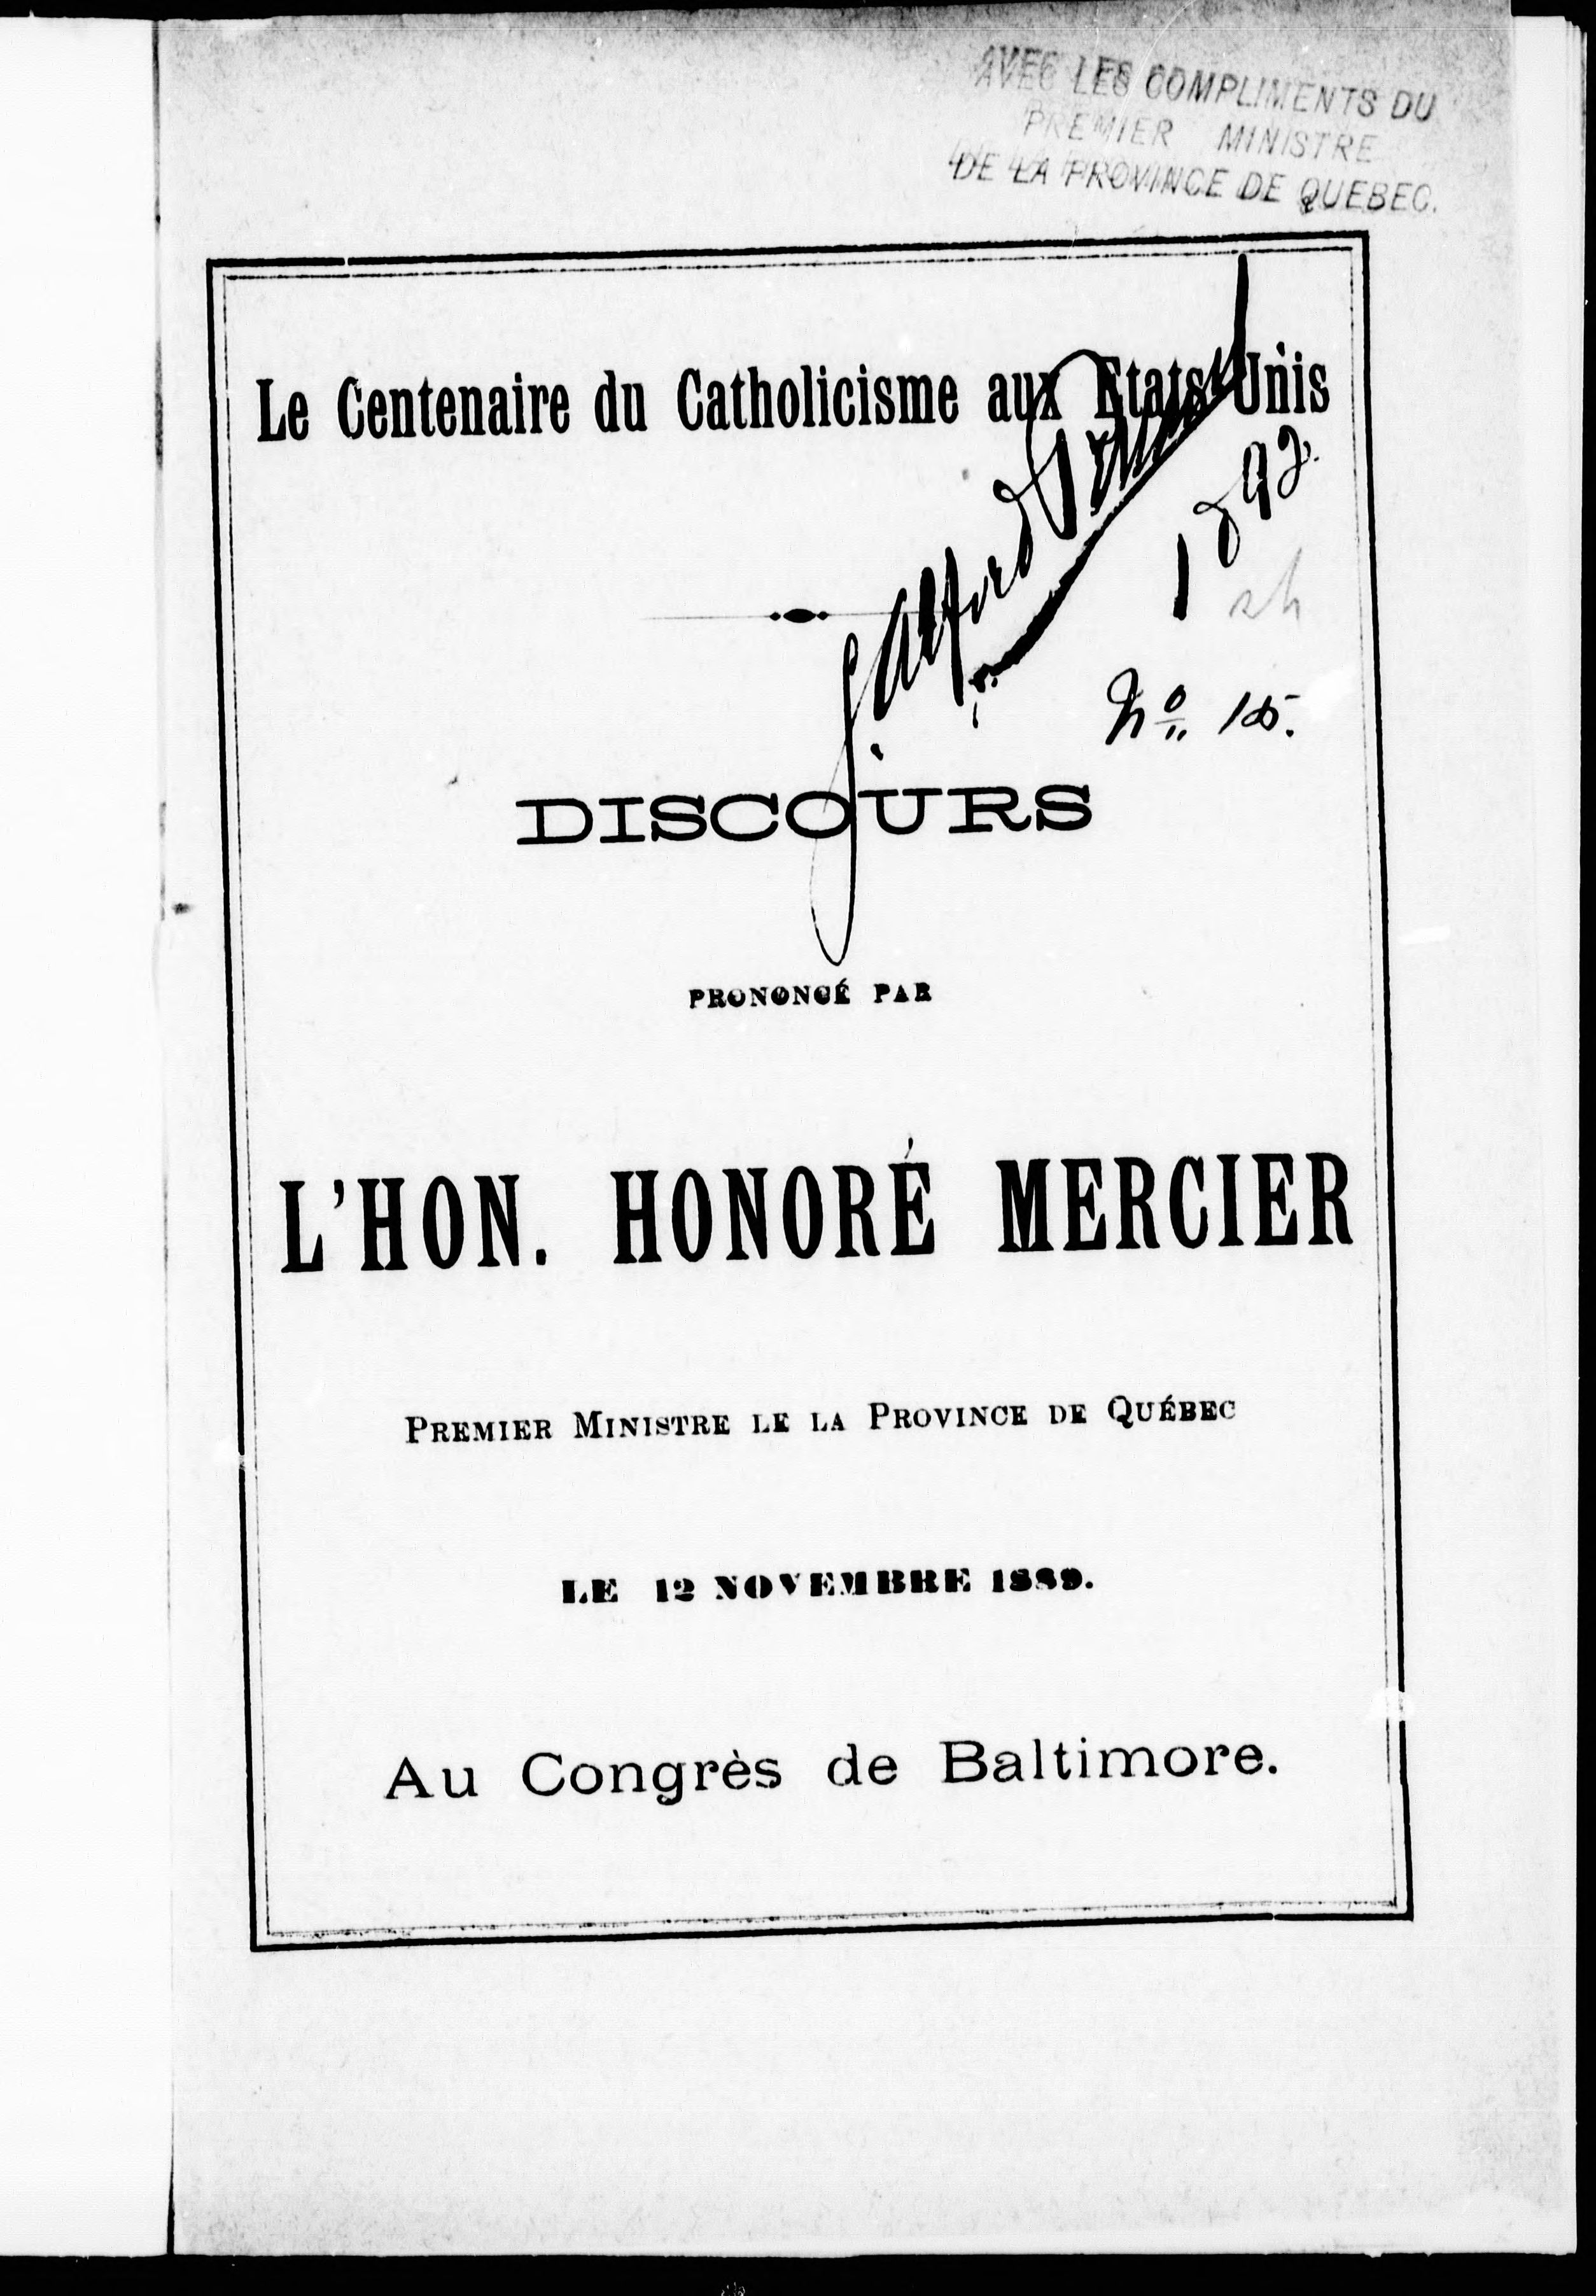 AVEC LES COMPLIMENTS DU
PREMIER MINISTRE
DE LA PROVINCE DE QUEBEC.
Le Centenaire du Catholicisme aux Etats-Unis
1892.
No 15.
DISCOURS
PRONONCÉ PAR
L'HON. HONORÉ MERCIER
PREMIER MINISTRE LE LA PROVINCE DE QUÉBEC
LE 12 NOVEMBRE 1889.
Au Congrès de Baltimore.